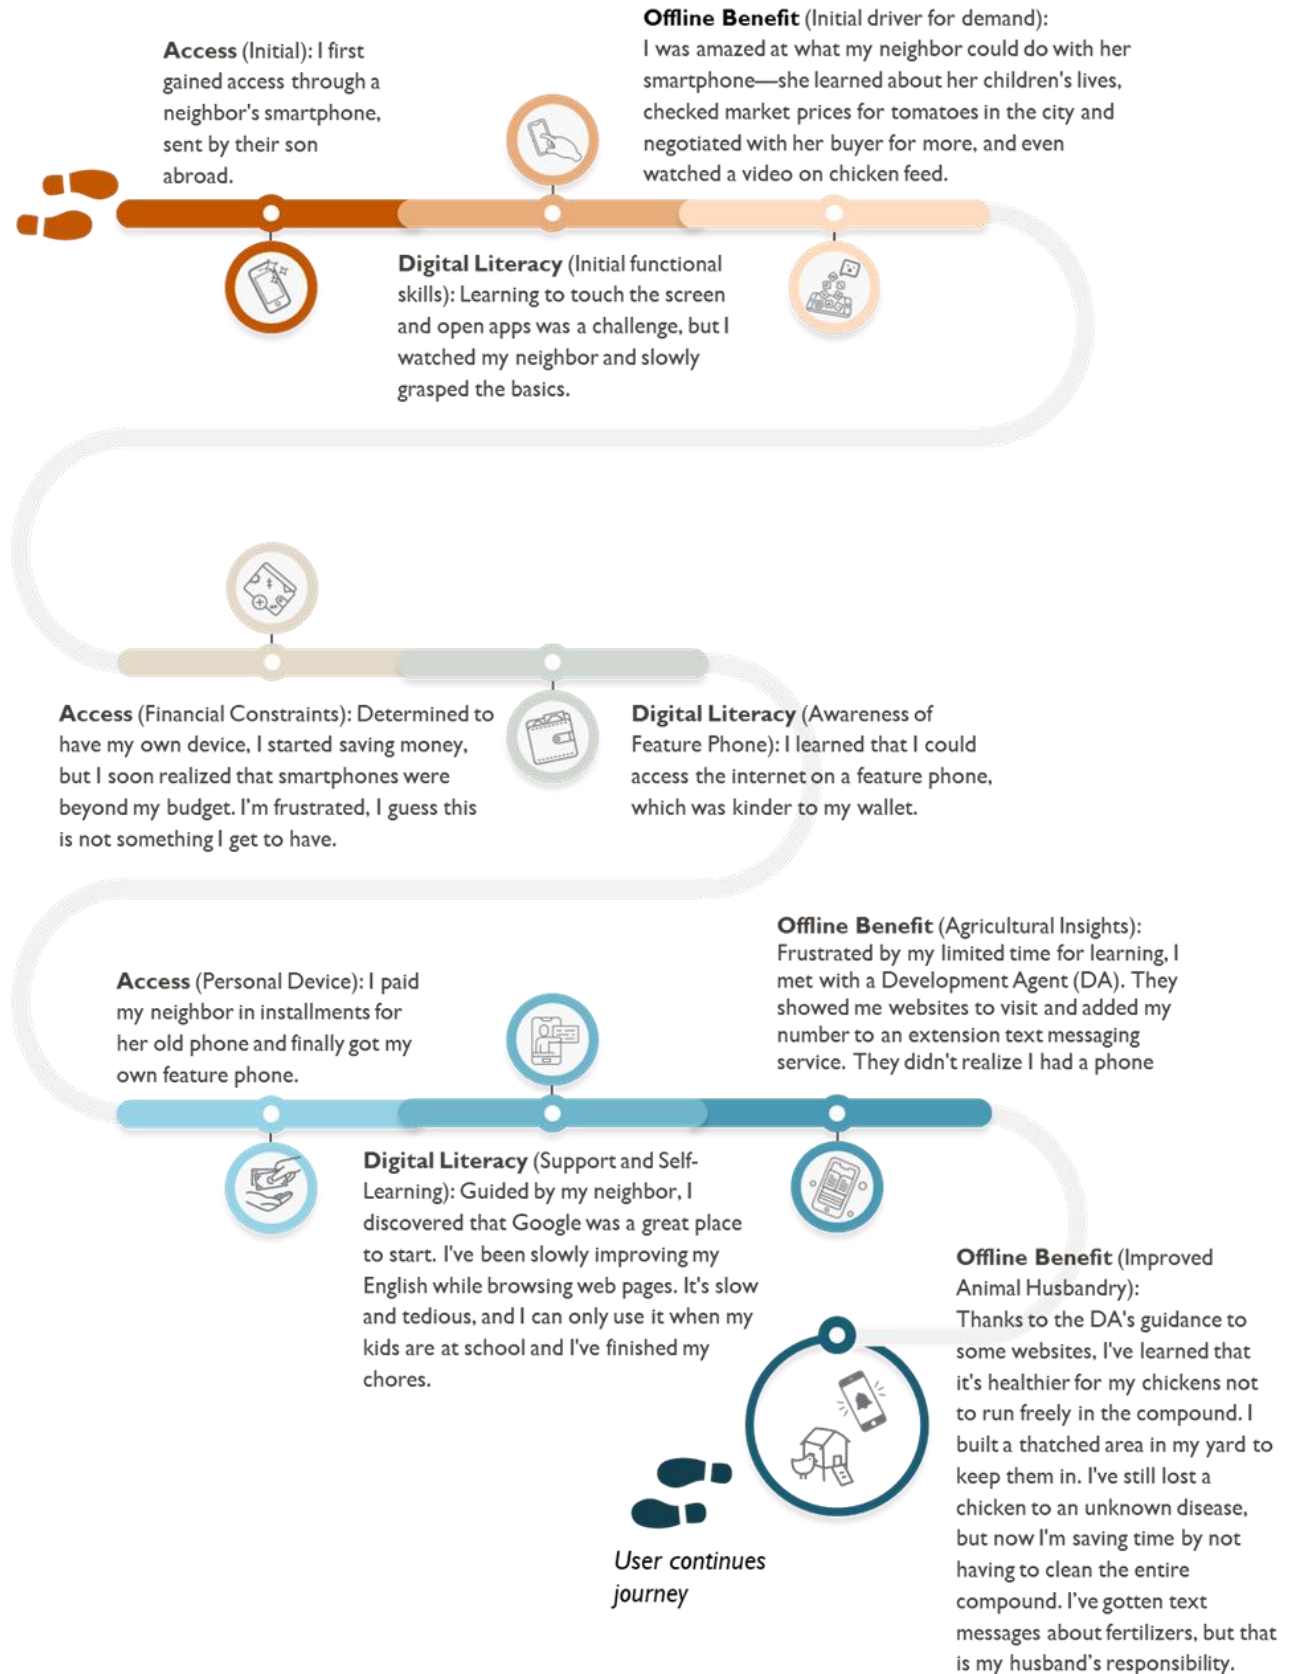 Access (Initial): I first
gained access through a
neighbor's smartphone,
sent by their son
abroad.
Digital Literacy (Initial functional
skills): Learning to touch the screen
and open apps was a challenge, but I
watched my neighbor and slowly
grasped the basics.
Offline Benefit (Initial driver for demand):
I was amazed at what my neighbor could do with her
smartphone—she learned about her children's lives,
checked market prices for tomatoes in the city and
negotiated with her buyer for more, and even
watched a video on chicken feed.
Access (Financial Constraints): Determined to
have my own device, I started saving money,
but I soon realized that smartphones were
beyond my budget. I'm frustrated, I guess this
is not something I get to have.
Digital Literacy (Awareness of
Feature Phone): I learned that I could
access the internet on a feature phone,
which was kinder to my wallet.
Access (Personal Device): I paid
my neighbor in installments for
her old phone and finally got my
own feature phone.
Digital Literacy (Support and Self-
Learning): Guided by my neighbor, I
discovered that Google was a great place
to start. I've been slowly improving my
English while browsing web pages. It's slow
and tedious, and I can only use it when my
kids are at school and I've finished my
chores.
Offline Benefit (Agricultural Insights):
Frustrated by my limited time for learning, I
met with a Development Agent (DA). They
showed me websites to visit and added my
number to an extension text messaging
service. They didn't realize I had a phone
Offline Benefit (Improved
Animal Husbandry):
Thanks to the DA's guidance to
some websites, I've learned that
it's healthier for my chickens not
to run freely in the compound. I
built a thatched area in my yard to
keep them in. I've still lost a
chicken to an unknown disease,
but now I'm saving time by not
having to clean the entire
compound. I've gotten text
messages about fertilizers, but that
is my husband's responsibility.
User continues
journey